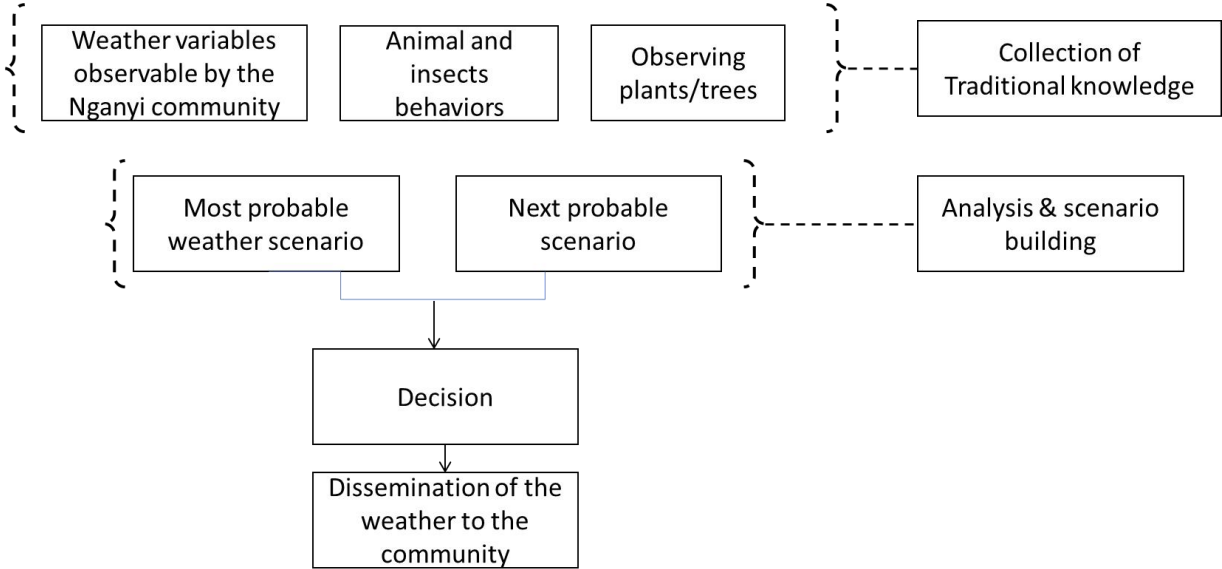 Weather variables
observable by the
Nganyi community
Animal and
insects
behaviors
Observing
plants/trees
Collection of
Traditional knowledge
Most probable
weather scenario
Next probable
scenario
Analysis & scenario
building
Decision
Dissemination of the
weather to the
community